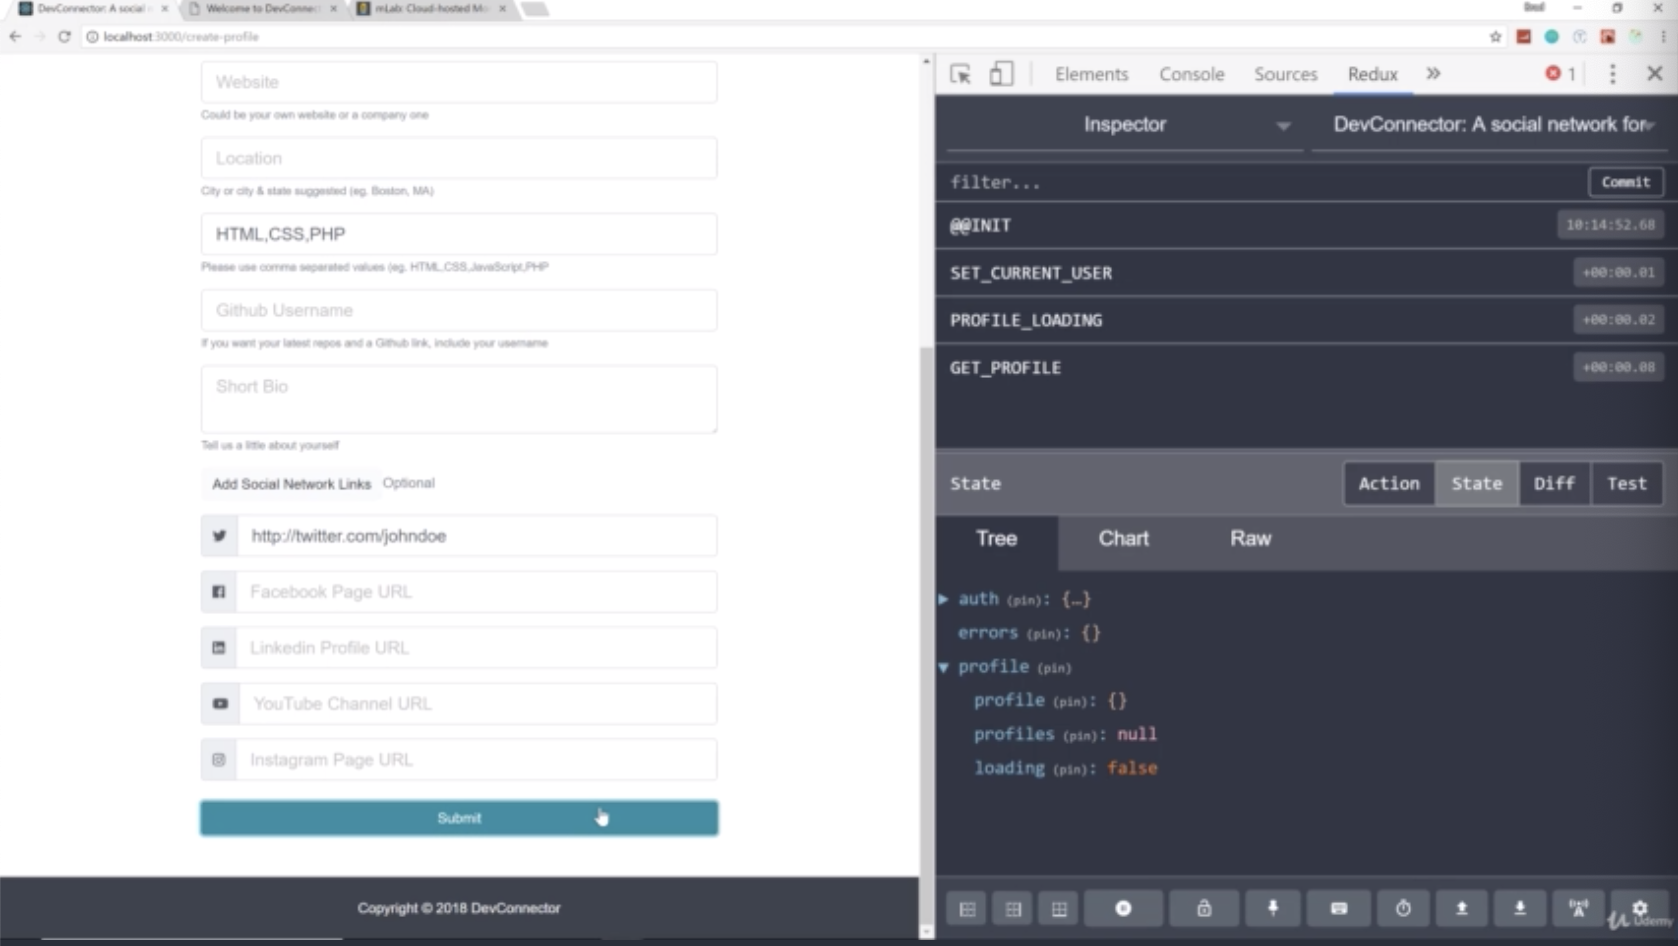 DevConnector: A social
Welcome to DevConnect
mLab: Cloud-hosted Mo
localhost:3000/create-profile
Website
Could be your own website or a company one
Location
City or city & state suggested (eg. Boston, MA)
HTML,CSS,PHP
Please use comma separated values (eg. HTML,CSS,JavaScript,PHP
Github Username
If you want your latest repos and a Github link, include your username
Short Bio
Tell us a little about yourself
Add Social Network Links Optional
http://twitter.com/johndoe
Facebook Page URL
Linkedin Profile URL
YouTube Channel URL
Instagram Page URL
Submit
Copyright © 2018 DevConnector
Elements Console Sources Redux 1
Inspector DevConnector: A social network for
filter... Commit
@@INIT 10:14:52.68
SET_CURRENT_USER +00:00.01
PROFILE_LOADING +00:00.02
GET_PROFILE +00:00.08
State Action State Diff Test
Tree Chart Raw
auth (pin): {…}
errors (pin): {}
profile (pin)
profile (pin): {}
profiles (pin): null
loading (pin): false
Udemy